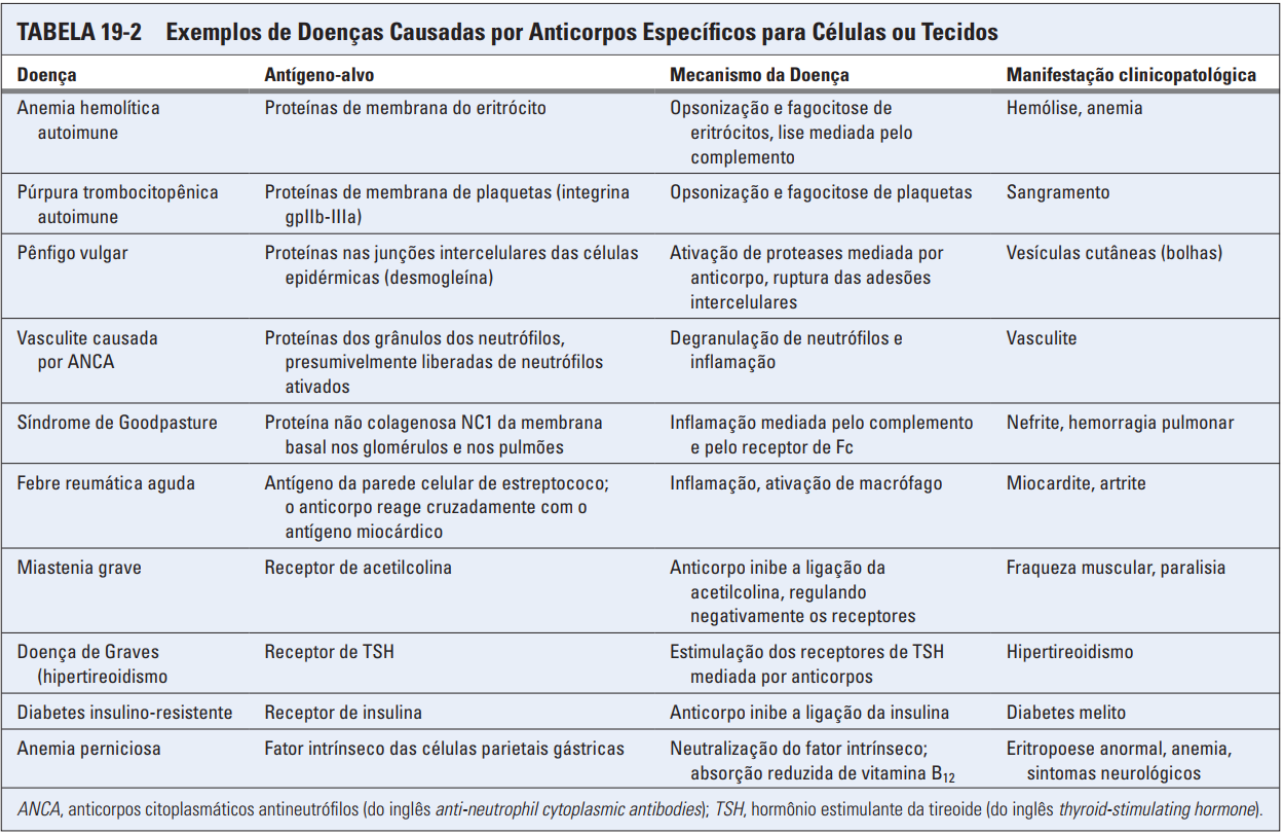 TABELA 19-2 Exemplos de Doenças Causadas por Anticorpos Específicos para Células ou Tecidos
Doença Antígeno-alvo Mecanismo da Doença Manifestação clinicopatológica
Anemia hemolítica Proteínas de membrana do eritrócito Opsonização e fagocitose de Hemólise, anemia
autoimune eritrócitos, lise mediada pelo
complemento
Púrpura trombocitopênica Proteínas de membrana de plaquetas (integrina Opsonização e fagocitose de plaquetas Sangramento
autoimune gpIIb-IIIa)
Pênfigo vulgar Proteínas nas junções intercelulares das células Ativação de proteases mediada por Vesículas cutâneas (bolhas)
epidérmicas (desmogleína) anticorpo, ruptura das adesões
intercelulares
Vasculite causada Proteínas dos grânulos dos neutrófilos, Degranulação de neutrófilos e Vasculite
por ANCA presumivelmente liberadas de neutrófilos inflamação
ativados
Síndrome de Goodpasture Proteína não colagenosa NC1 da membrana Inflamação mediada pelo complemento Nefrite, hemorragia pulmonar
basal nos glomérulos e nos pulmões e pelo receptor de Fc
Febre reumática aguda Antígeno da parede celular de estreptococo; Inflamação, ativação de macrófago Miocardite, artrite
o anticorpo reage cruzadamente com o
antígeno miocárdico
Miastenia grave Receptor de acetilcolina Anticorpo inibe a ligação da Fraqueza muscular, paralisia
acetilcolina, regulando
negativamente os receptores
Doença de Graves Receptor de TSH Estimulação dos receptores de TSH Hipertireoidismo
(hipertireoidismo mediada por anticorpos
Diabetes insulino-resistente Receptor de insulina Anticorpo inibe a ligação da insulina Diabetes melito
Anemia perniciosa Fator intrínseco das células parietais gástricas Neutralização do fator intrínseco; Eritropoese anormal, anemia,
absorção reduzida de vitamina B₁₂ sintomas neurológicos
ANCA, anticorpos citoplasmáticos antineutrófilos (do inglês anti-neutrophil cytoplasmic antibodies); TSH, hormônio estimulante da tireoide (do inglês thyroid-stimulating hormone).